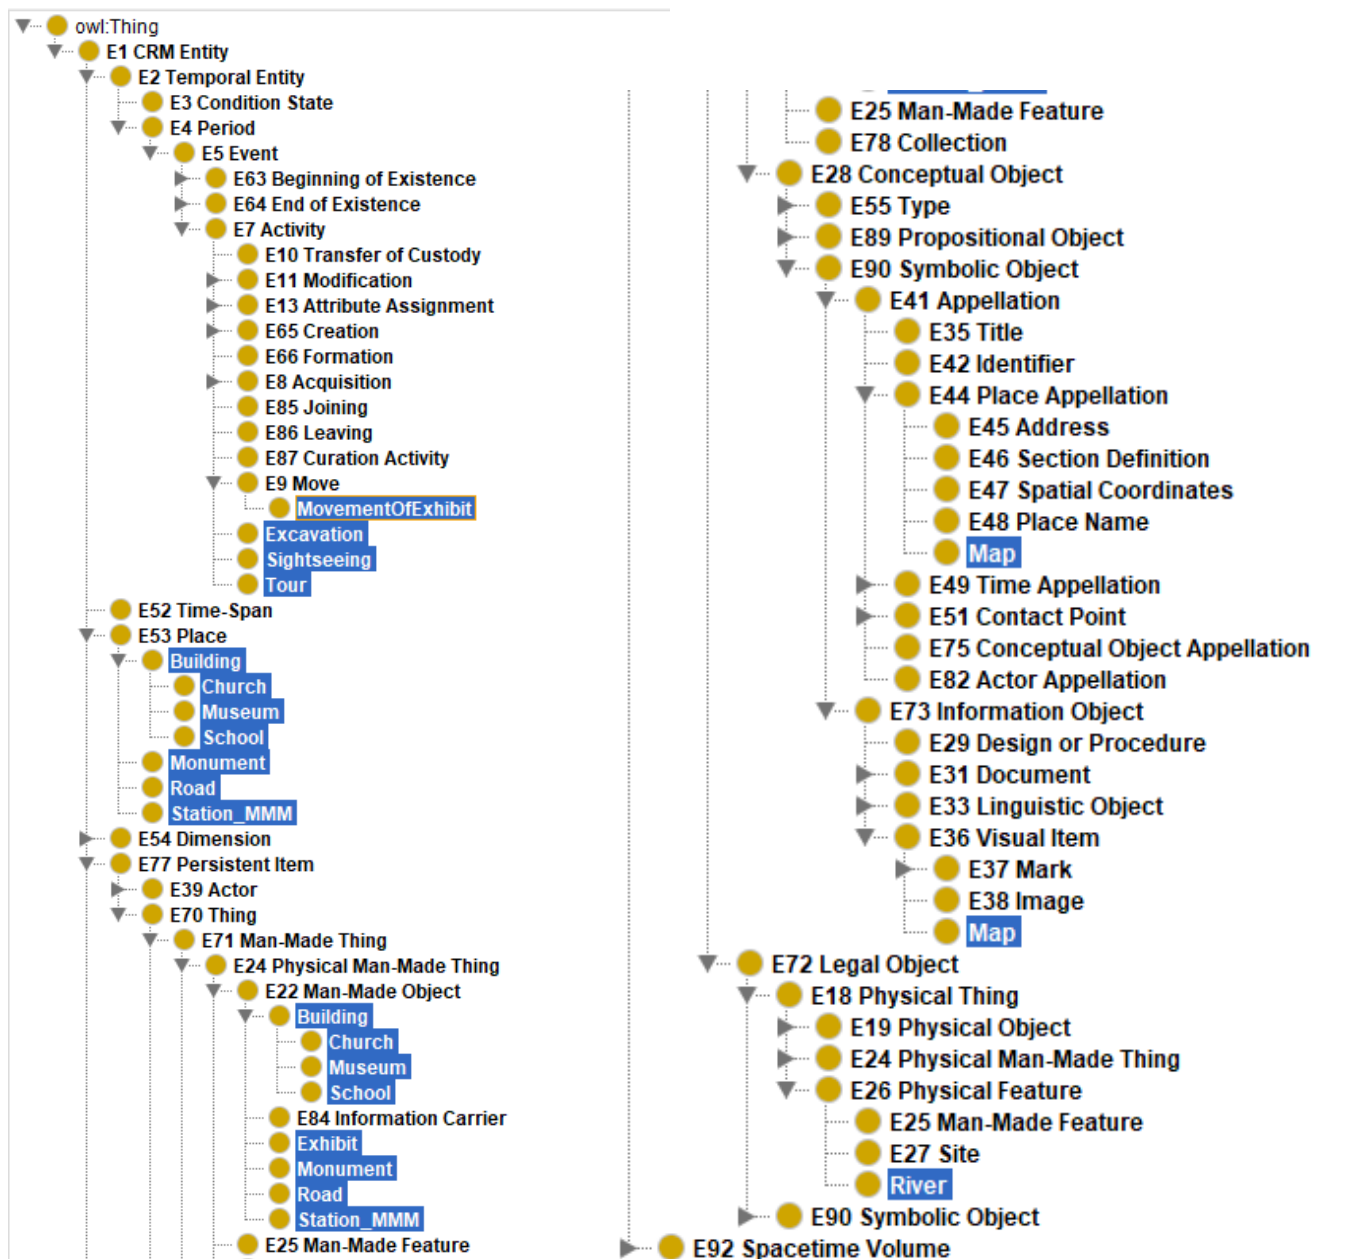 owl:Thing
E1 CRM Entity
E2 Temporal Entity
E3 Condition State
E4 Period
E5 Event
E63 Beginning of Existence
E64 End of Existence
E7 Activity
E10 Transfer of Custody
E11 Modification
E13 Attribute Assignment
E65 Creation
E66 Formation
E8 Acquisition
E85 Joining
E86 Leaving
E87 Curation Activity
E9 Move
MovementOfExhibit
Excavation
Sightseeing
Tour
E52 Time-Span
E53 Place
Building
Church
Museum
School
Monument
Road
Station_MMM
E54 Dimension
E77 Persistent Item
E39 Actor
E70 Thing
E71 Man-Made Thing
E24 Physical Man-Made Thing
E22 Man-Made Object
Building
Church
Museum
School
E84 Information Carrier
Exhibit
Monument
Road
Station_MMM
E25 Man-Made Feature
E25 Man-Made Feature
E78 Collection
E28 Conceptual Object
E55 Type
E89 Propositional Object
E90 Symbolic Object
E41 Appellation
E35 Title
E42 Identifier
E44 Place Appellation
E45 Address
E46 Section Definition
E47 Spatial Coordinates
E48 Place Name
Map
E49 Time Appellation
E51 Contact Point
E75 Conceptual Object Appellation
E82 Actor Appellation
E73 Information Object
E29 Design or Procedure
E31 Document
E33 Linguistic Object
E36 Visual Item
E37 Mark
E38 Image
Map
E72 Legal Object
E18 Physical Thing
E19 Physical Object
E24 Physical Man-Made Thing
E26 Physical Feature
E25 Man-Made Feature
E27 Site
River
E90 Symbolic Object
E92 Spacetime Volume